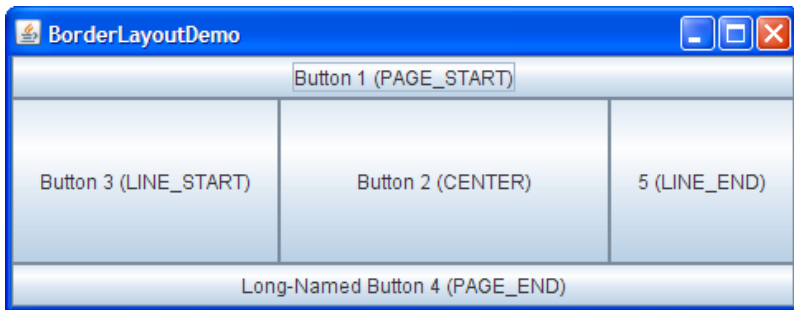 BorderLayoutDemo
Button 1 (PAGE_START)
Button 3 (LINE_START)
Button 2 (CENTER)
5 (LINE_END)
Long-Named Button 4 (PAGE_END)